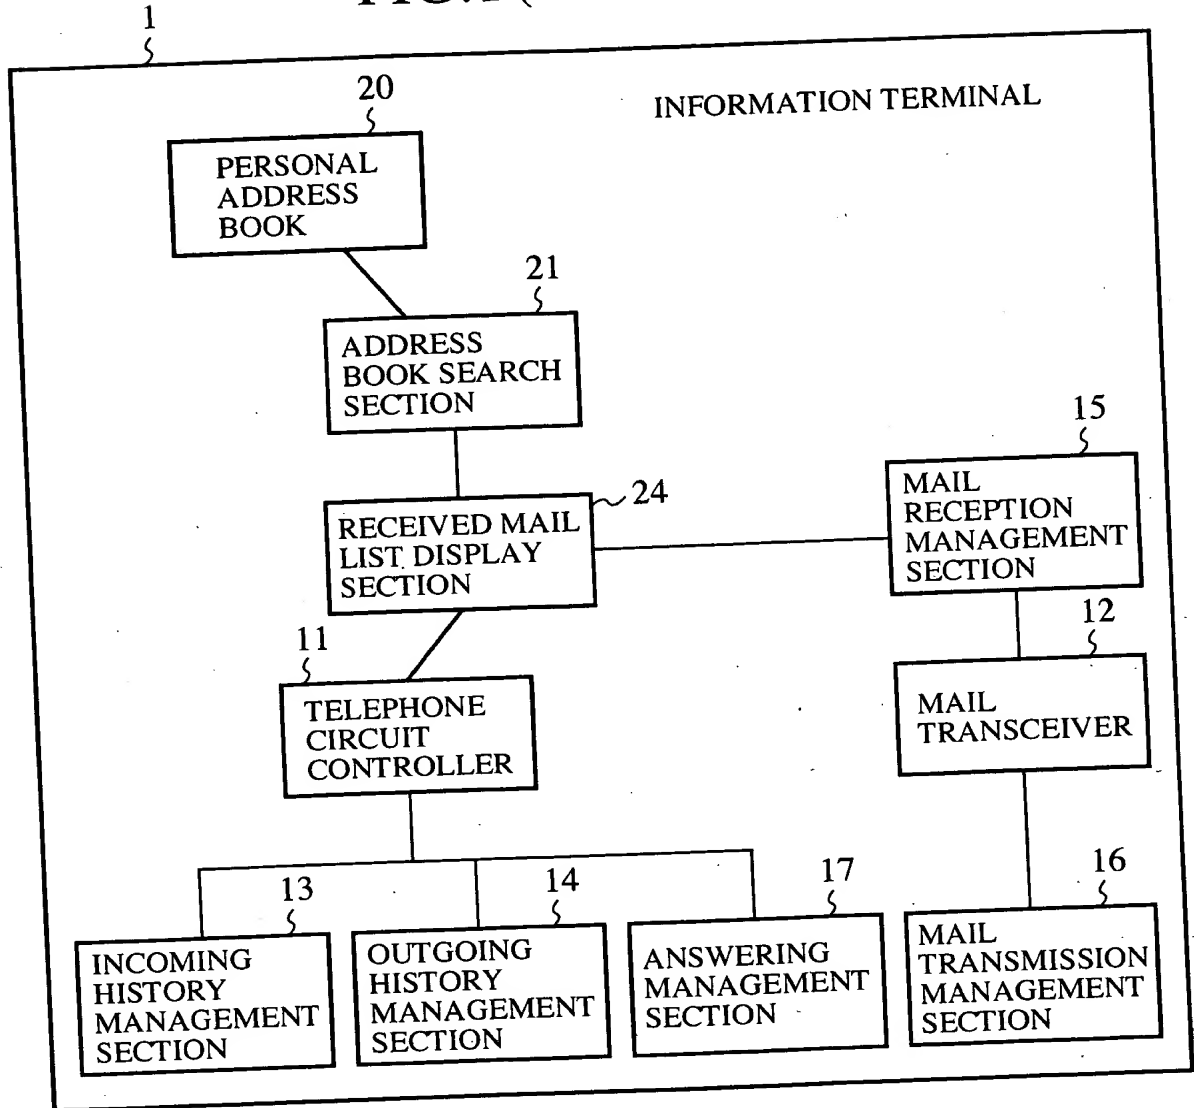 1
INFORMATION TERMINAL
20
PERSONAL
ADDRESS
BOOK
21
ADDRESS
BOOK SEARCH
SECTION
24
RECEIVED MAIL
LIST DISPLAY
SECTION
15
MAIL
RECEPTION
MANAGEMENT
SECTION
11
TELEPHONE
CIRCUIT
CONTROLLER
12
MAIL
TRANSCEIVER
13
INCOMING
HISTORY
MANAGEMENT
SECTION
14
OUTGOING
HISTORY
MANAGEMENT
SECTION
17
ANSWERING
MANAGEMENT
SECTION
16
MAIL
TRANSMISSION
MANAGEMENT
SECTION